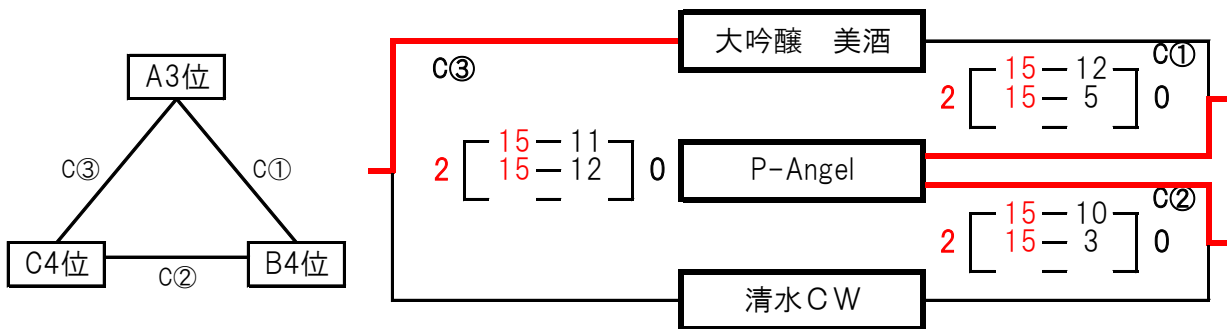 A3位
C③
C①
C4位
C②
B4位
大吟醸　美酒
C③
C①
15 — 12
2 15 — 5 0
—
15 — 11
2 15 — 12 0
—
P-Angel
C②
15 — 10
2 15 — 3 0
—
清水CW